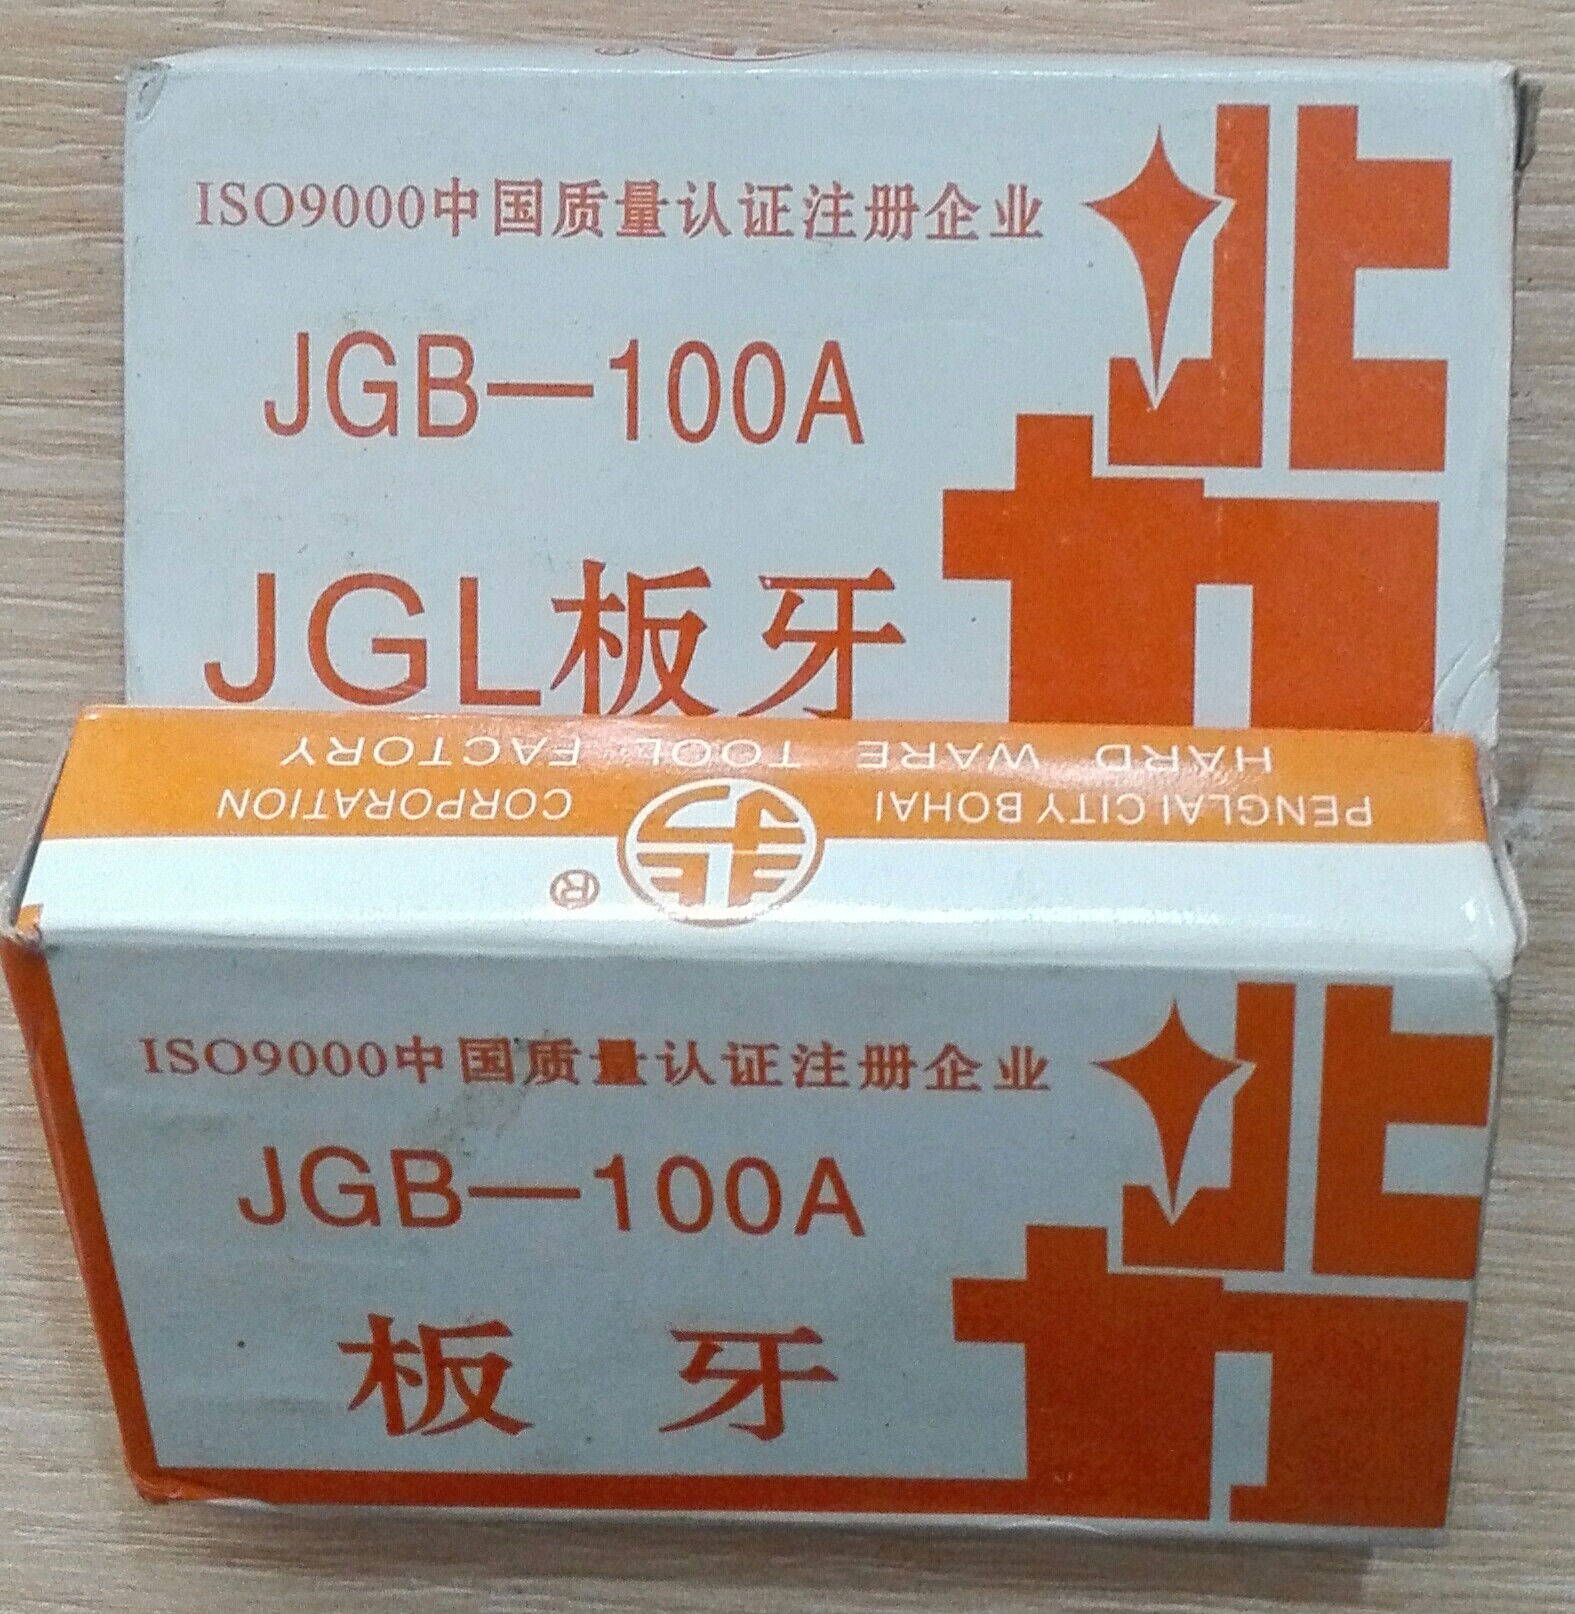 ISO9000中国质量认证注册企业
JGB—100A
JGL板牙
PENGLAI CITY BOHAI CORPORATION
HARD WARE TOOL FACTORY
®
ISO9000中国质量认证注册企业
JGB—100A
板牙